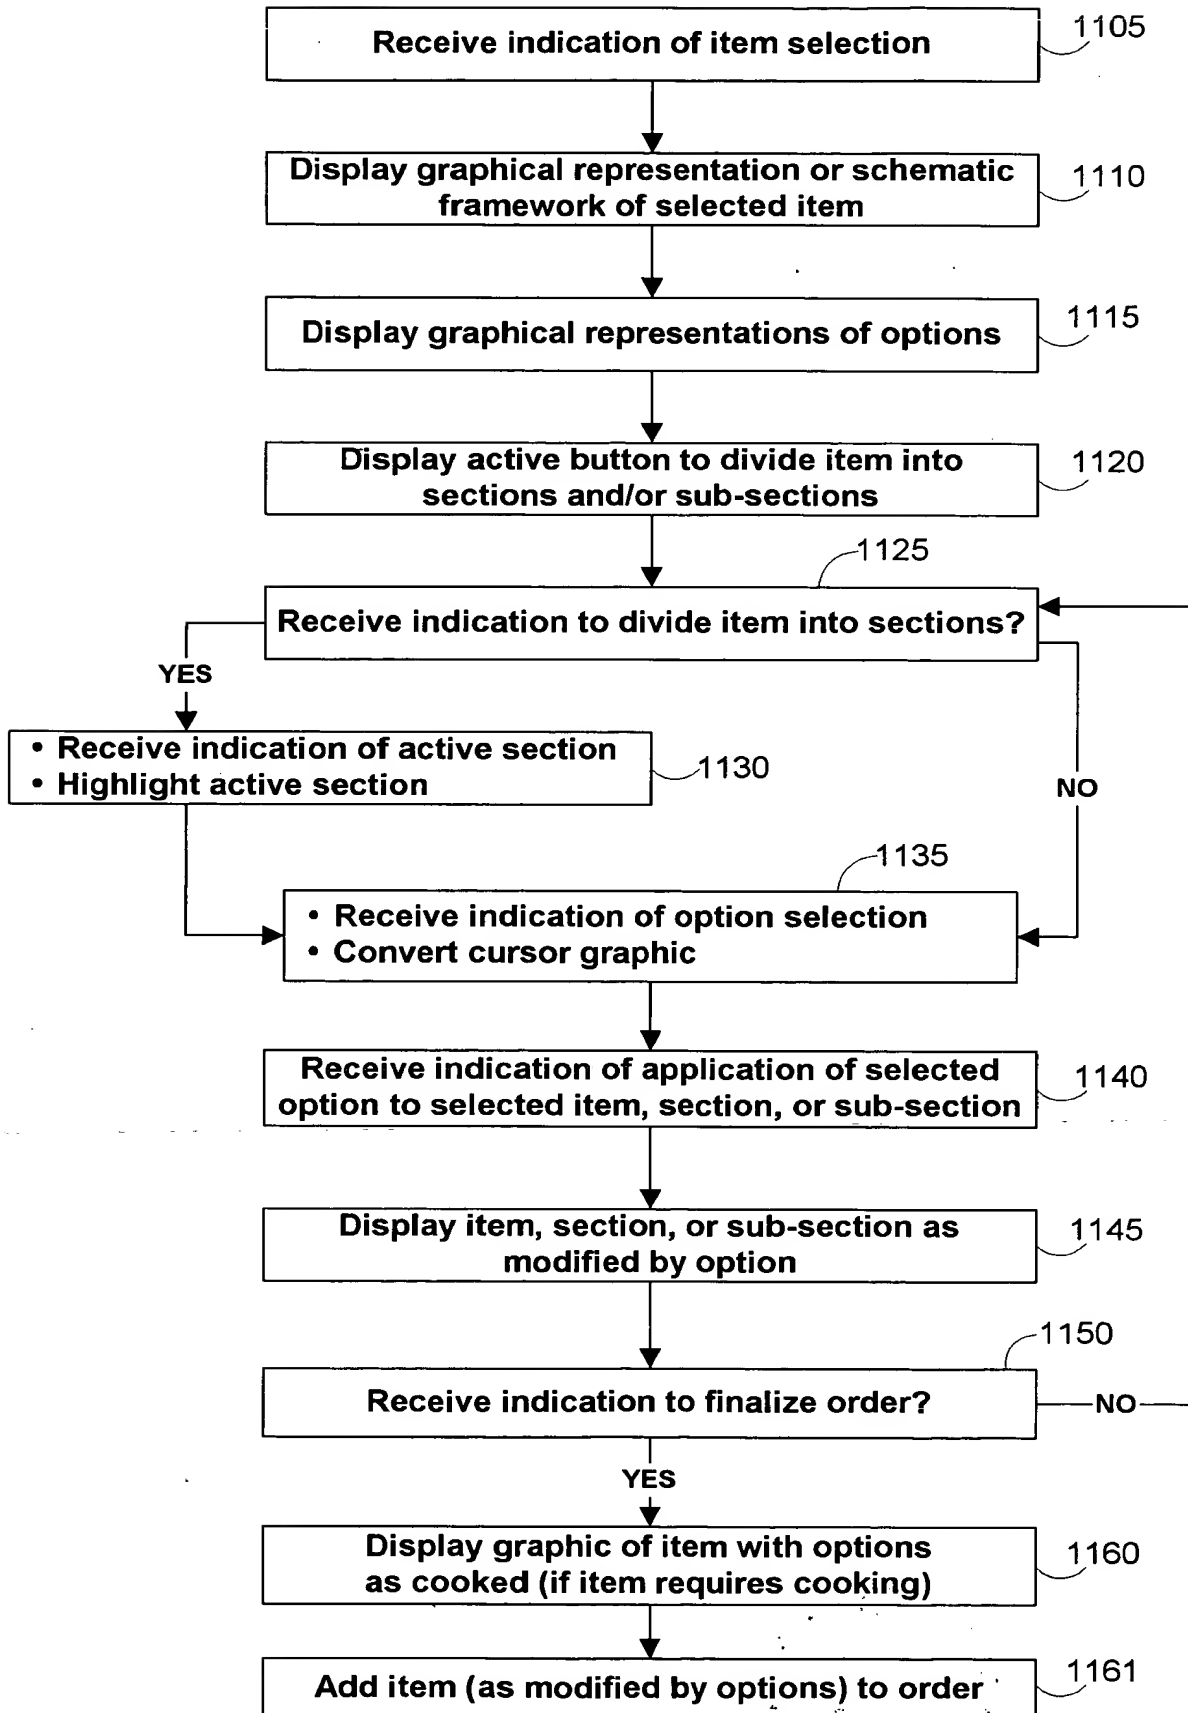 Receive indication of item selection
1105
Display graphical representation or schematic
framework of selected item
1110
Display graphical representations of options
1115
Display active button to divide item into
sections and/or sub-sections
1120
1125
Receive indication to divide item into sections?
YES
• Receive indication of active section
• Highlight active section
1130
NO
1135
• Receive indication of option selection
• Convert cursor graphic
Receive indication of application of selected
option to selected item, section, or sub-section
1140
Display item, section, or sub-section as
modified by option
1145
1150
Receive indication to finalize order?
NO
YES
Display graphic of item with options
as cooked (if item requires cooking)
1160
Add item (as modified by options) to order
1161